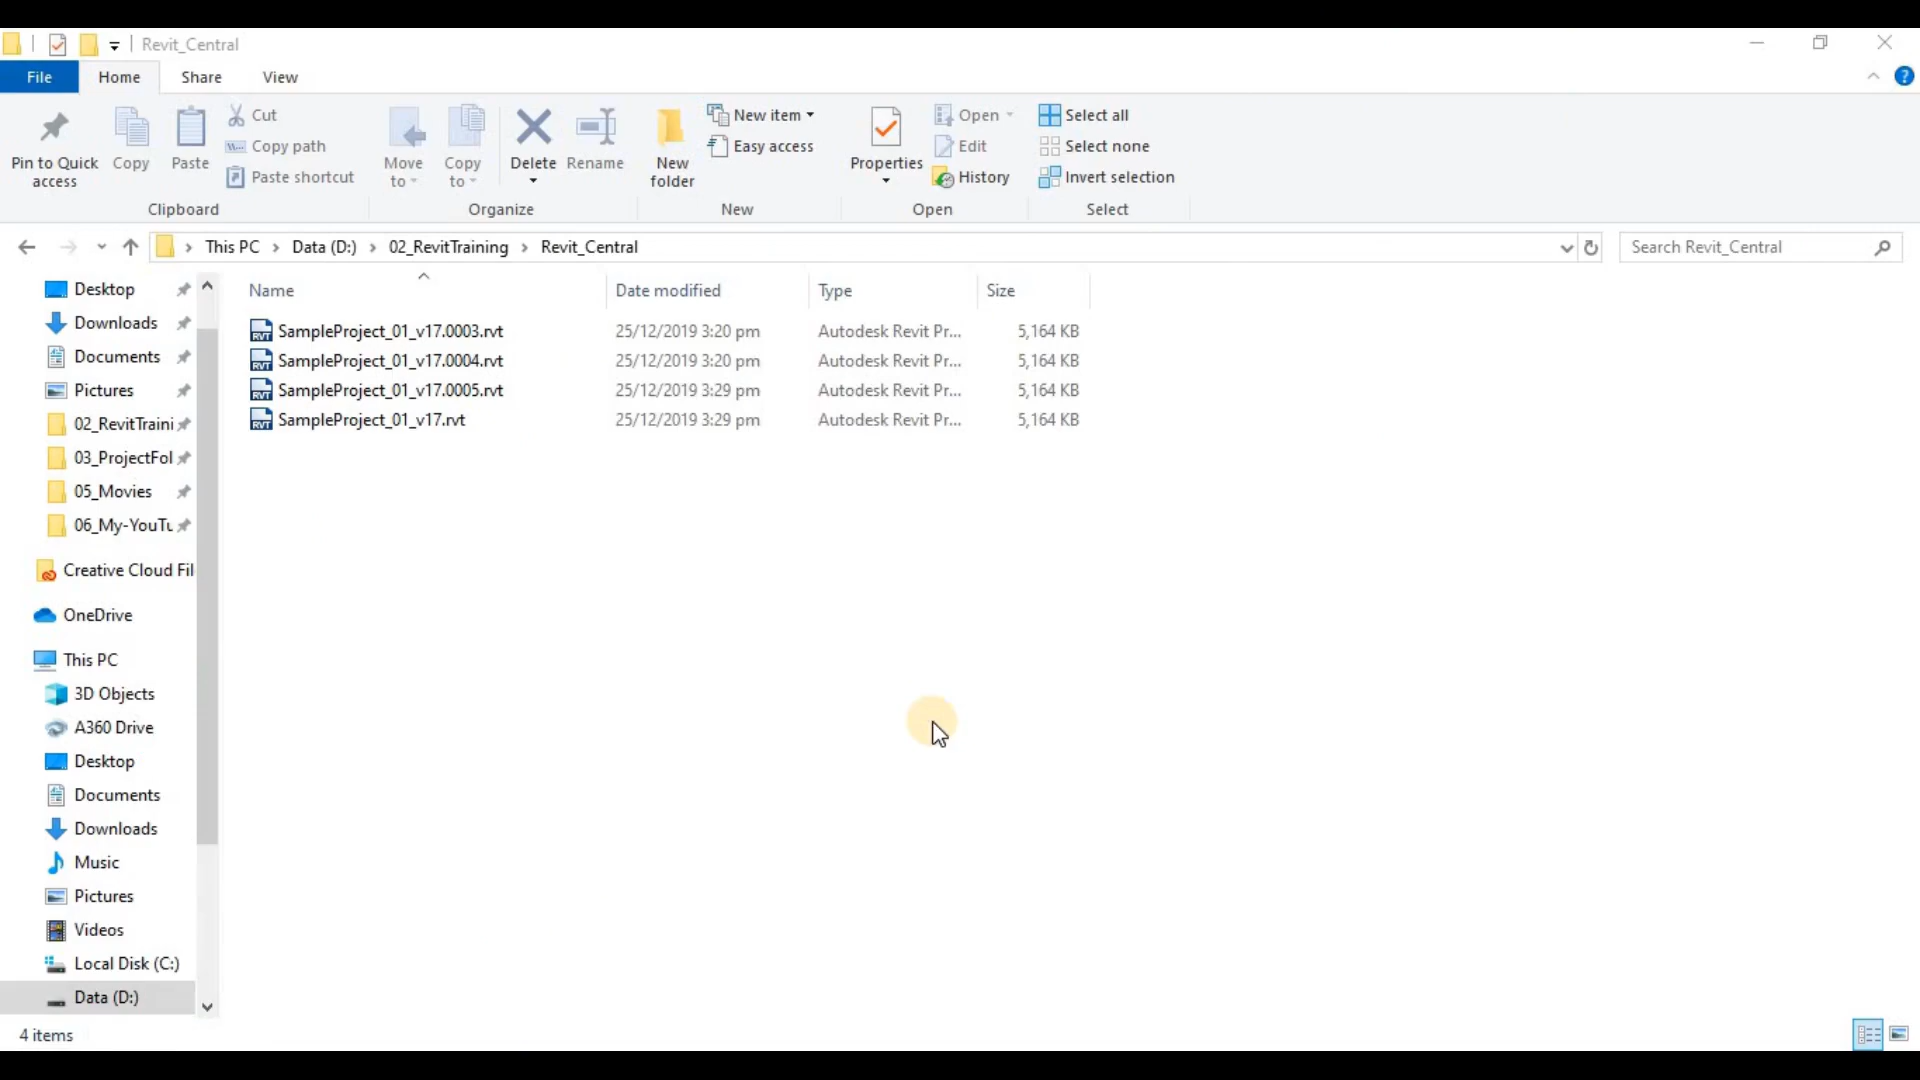 Revit_Central
File Home Share View
Pin to Quick access
Copy
Paste
Cut
Copy path
Paste shortcut
Move to
Copy to
Delete
Rename
New folder
New item
Easy access
Properties
Open
Edit
History
Select all
Select none
Invert selection
Clipboard Organize New Open Select
This PC > Data (D:) > 02_RevitTraining > Revit_Central
Search Revit_Central
Name Date modified Type Size
SampleProject_01_v17.0003.rvt 25/12/2019 3:20 pm Autodesk Revit Pr... 5,164 KB
SampleProject_01_v17.0004.rvt 25/12/2019 3:20 pm Autodesk Revit Pr... 5,164 KB
SampleProject_01_v17.0005.rvt 25/12/2019 3:29 pm Autodesk Revit Pr... 5,164 KB
SampleProject_01_v17.rvt 25/12/2019 3:29 pm Autodesk Revit Pr... 5,164 KB
Desktop
Downloads
Documents
Pictures
02_RevitTraini
03_ProjectFol
05_Movies
06_My-YouTu
Creative Cloud Fil
OneDrive
This PC
3D Objects
A360 Drive
Desktop
Documents
Downloads
Music
Pictures
Videos
Local Disk (C:)
Data (D:)
4 items